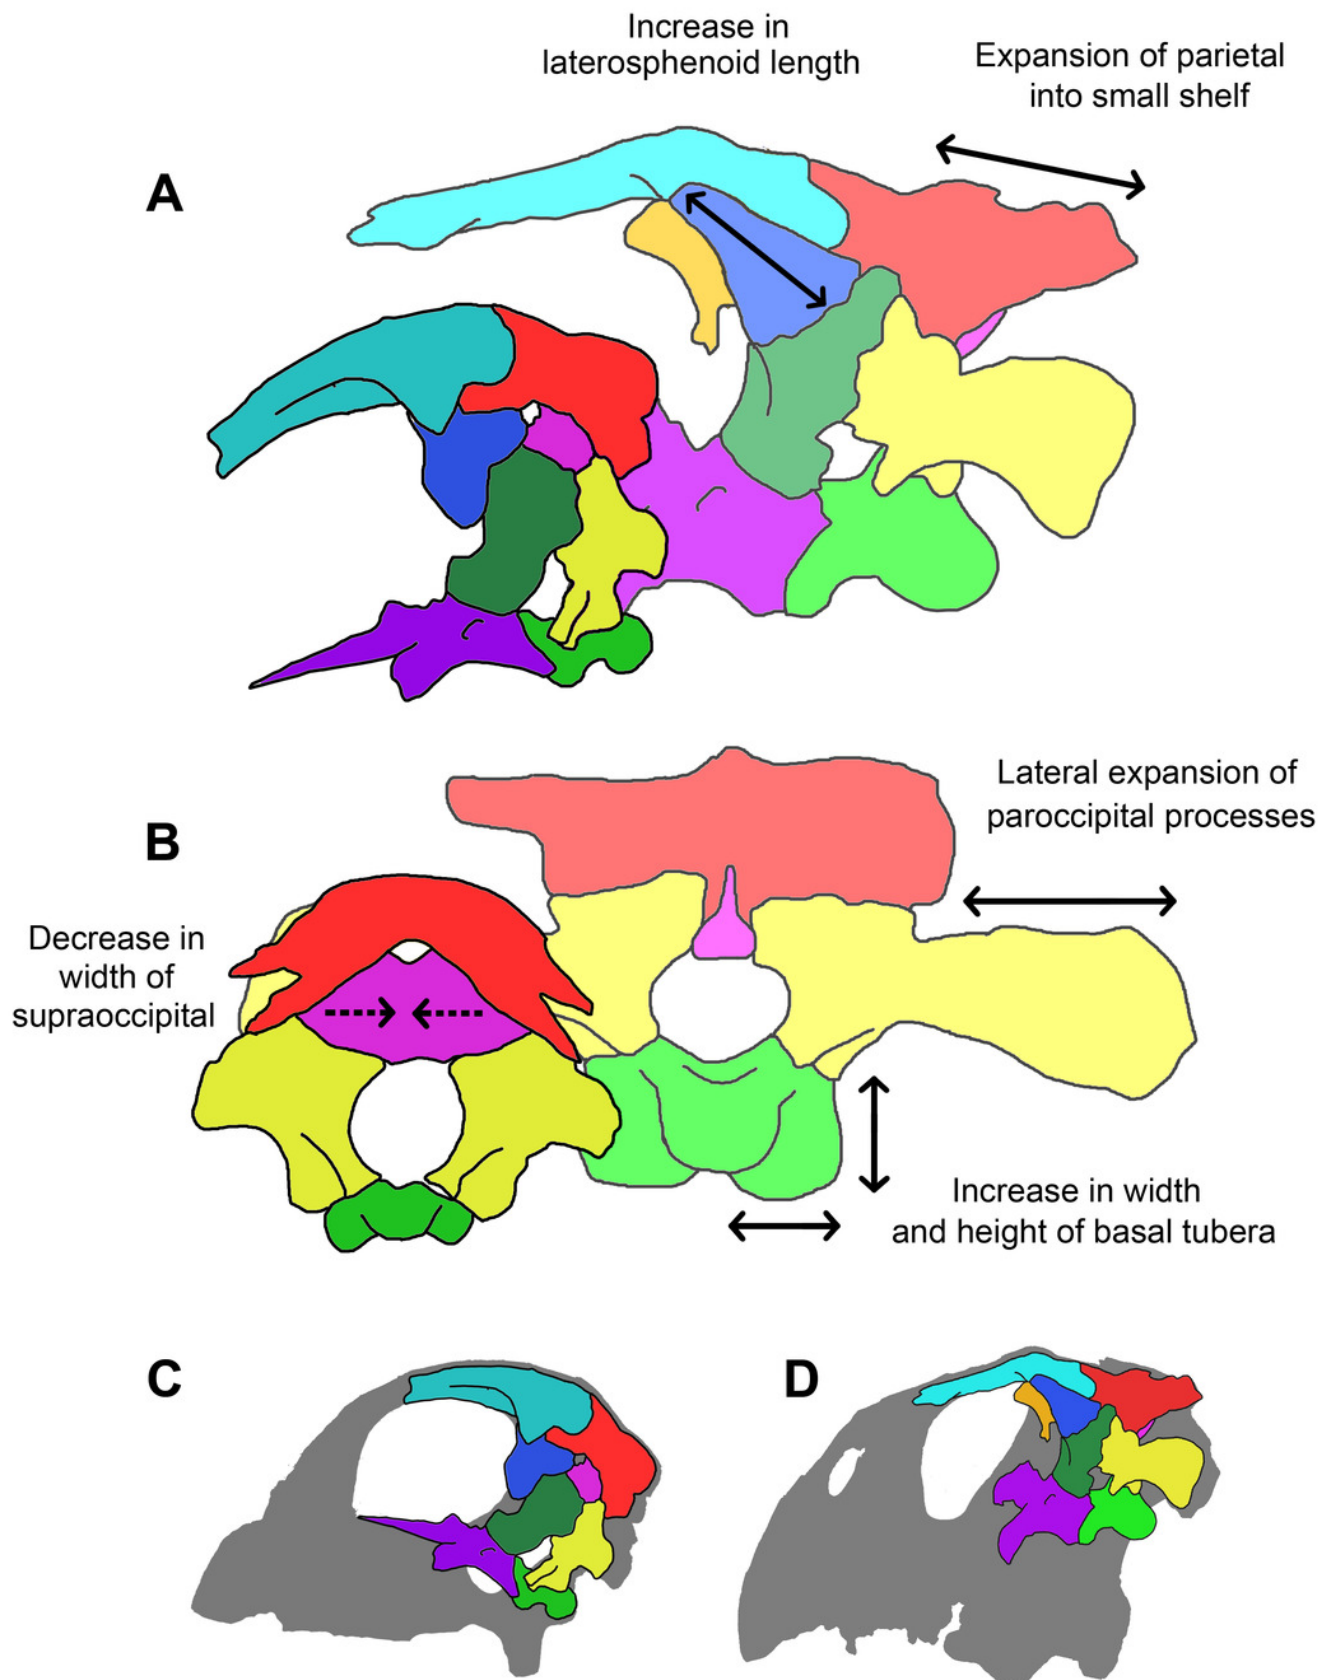 Increase in
laterosphenoid length
Expansion of parietal
into small shelf
A
B
Lateral expansion of
paroccipital processes
Decrease in
width of
supraoccipital
Increase in width
and height of basal tubera
C
D